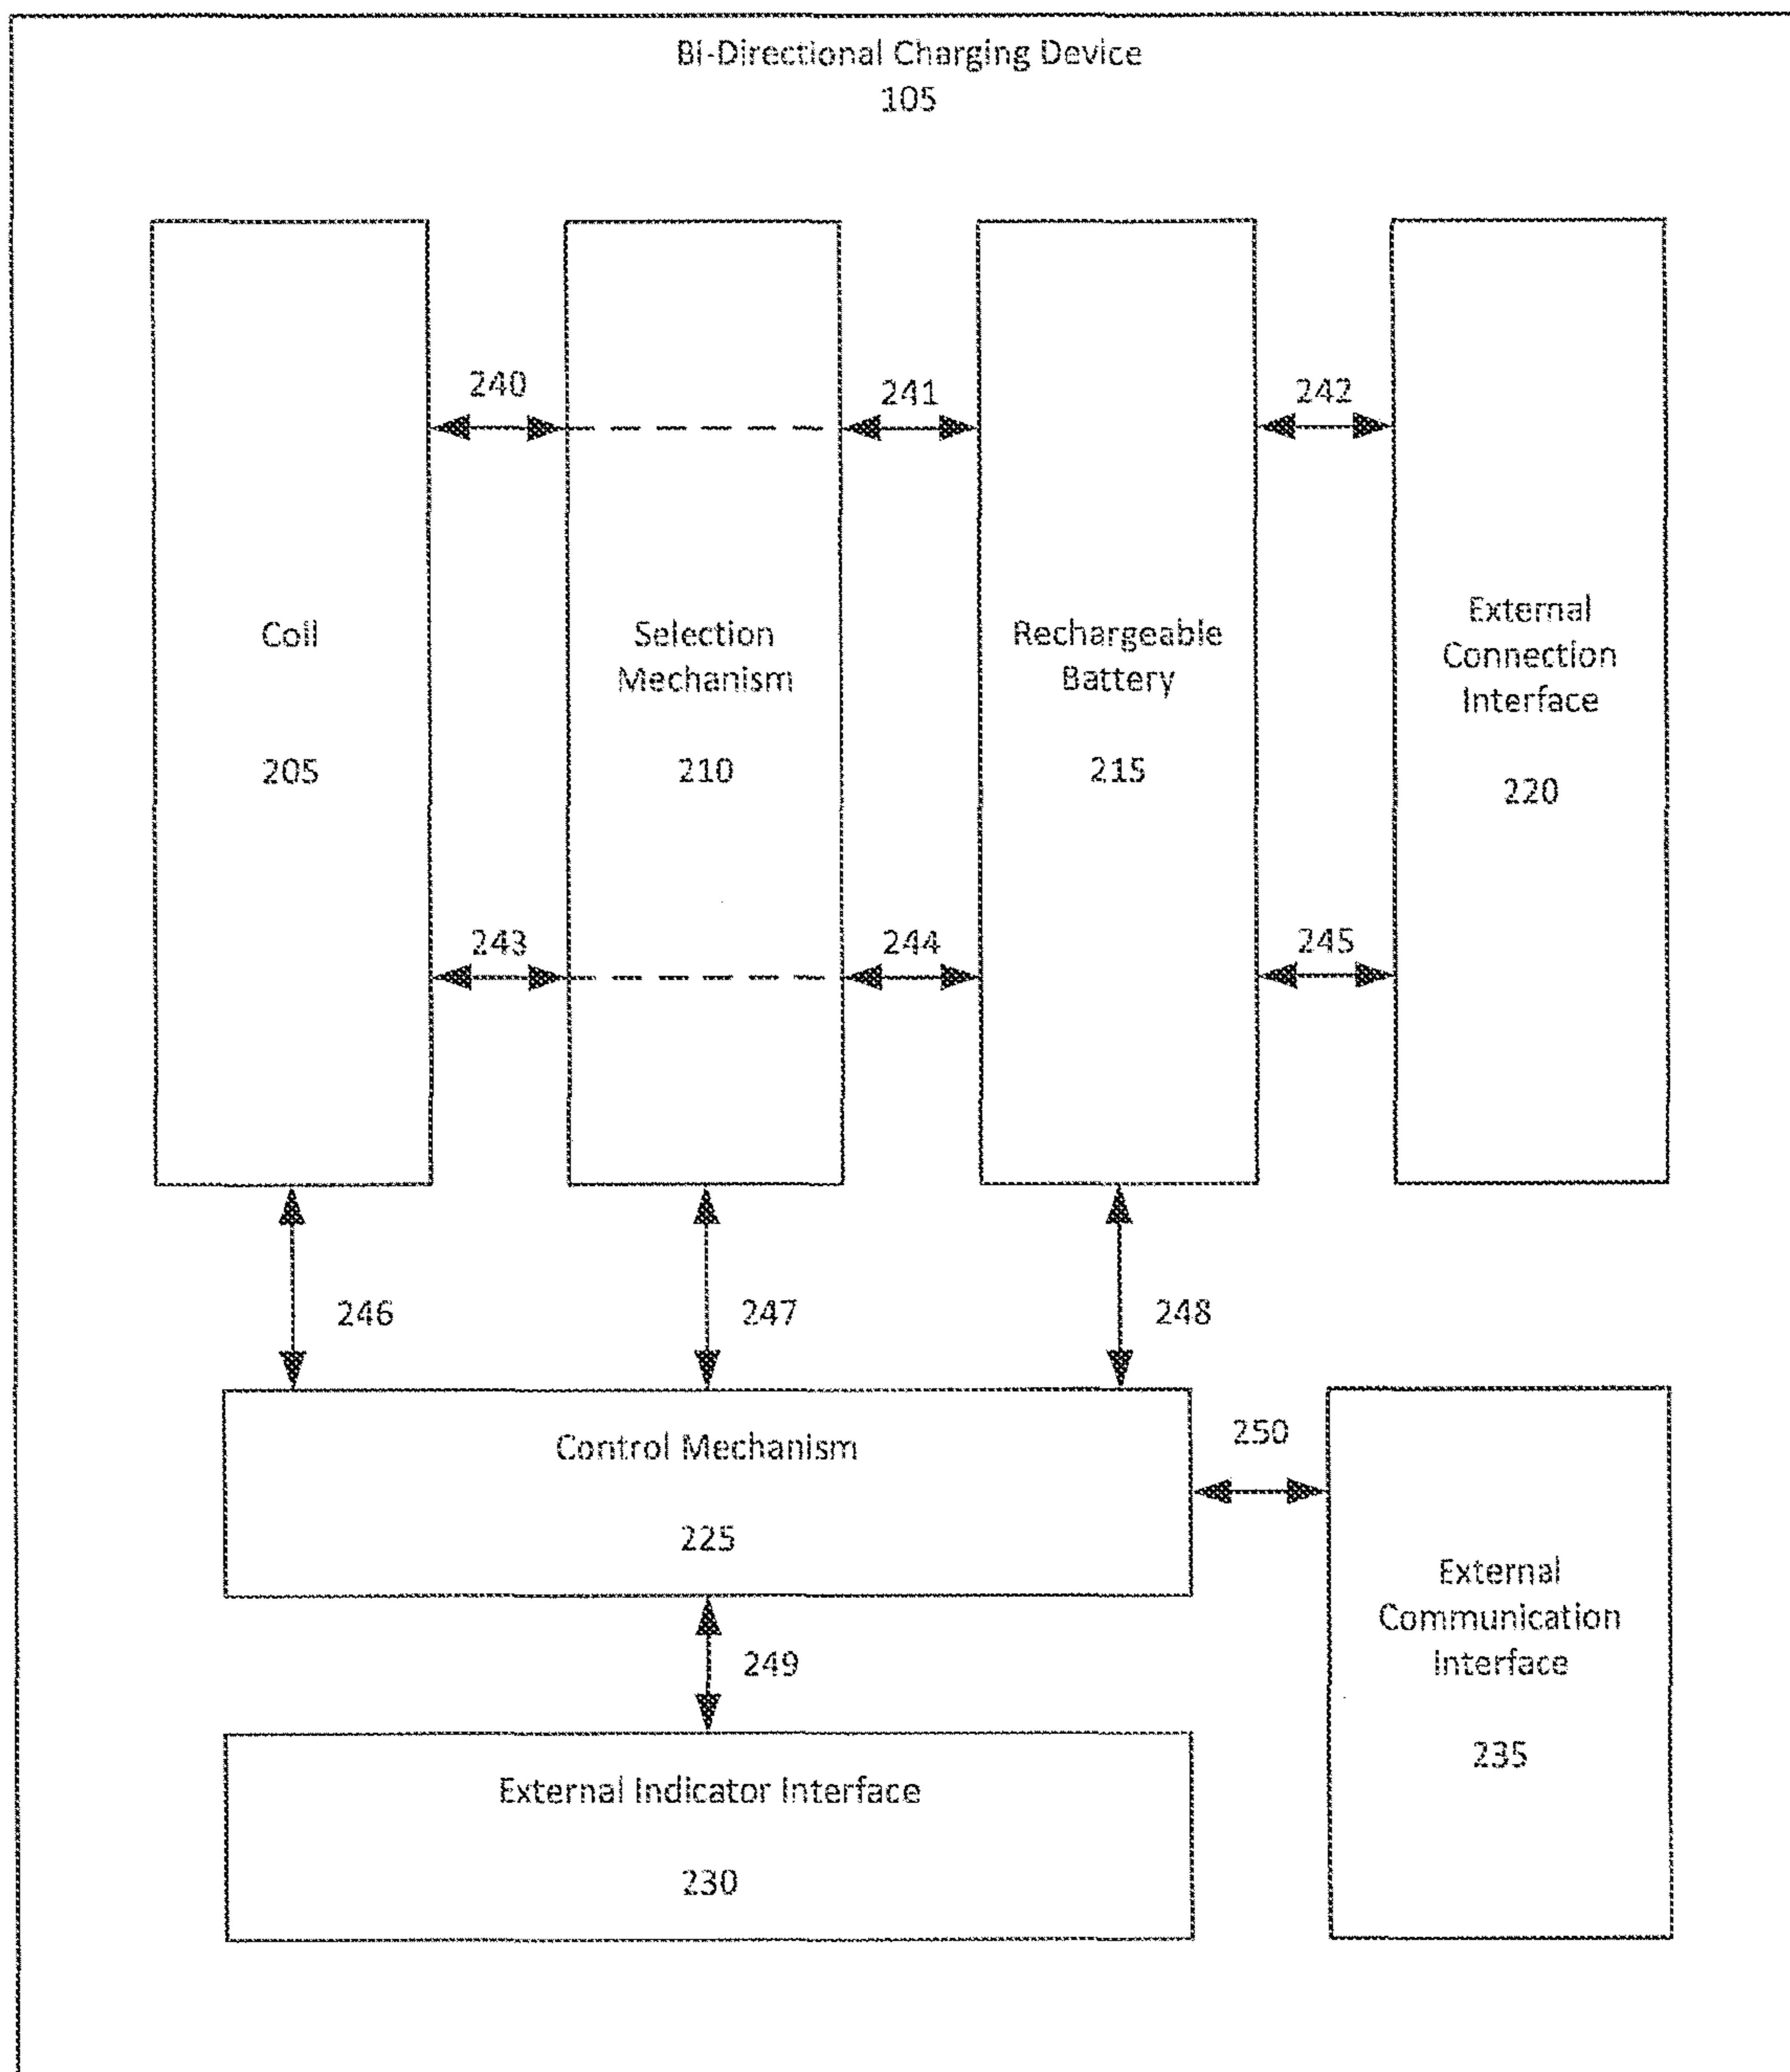 Bi-Directional Charging Device
105
240
241
242
Coil
205
Selection
Mechanism
210
Rechargeable
Battery
215
External
Connection
Interface
220
243
244
245
246
247
248
Control Mechanism
225
250
External
Communication
Interface
235
249
External Indicator Interface
230